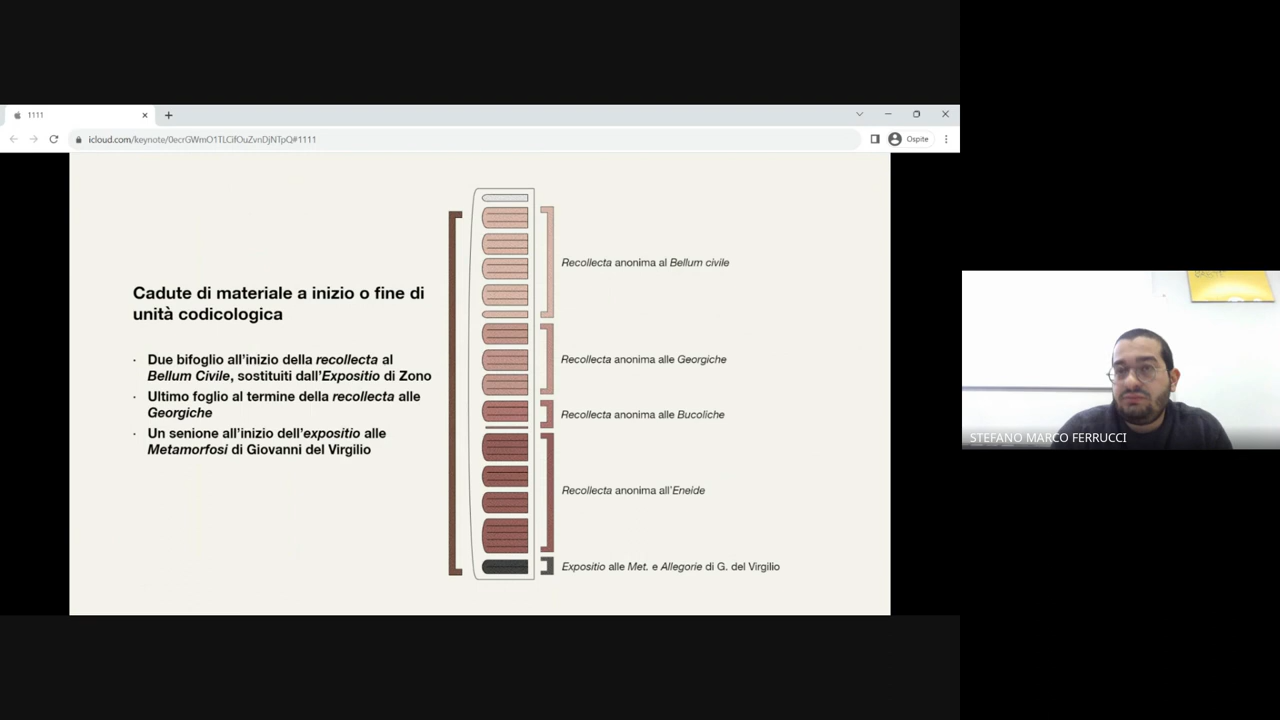 1111
icloud.com/keynote/0ecrGWmO1TLCifOuZvnDjNTpQ#1111
Ospite
Cadute di materiale a inizio o fine di
unità codicologica
· Due bifoglio all'inizio della recollecta al
Bellum Civile, sostituiti dall'Expositio di Zono
· Ultimo foglio al termine della recollecta alle
Georgiche
· Un senione all'inizio dell'expositio alle
Metamorfosi di Giovanni del Virgilio
Recollecta anonima al Bellum civile
Recollecta anonima alle Georgiche
Recollecta anonima alle Bucoliche
Recollecta anonima all'Eneide
Expositio alle Met. e Allegorie di G. del Virgilio
STEFANO MARCO FERRUCCI